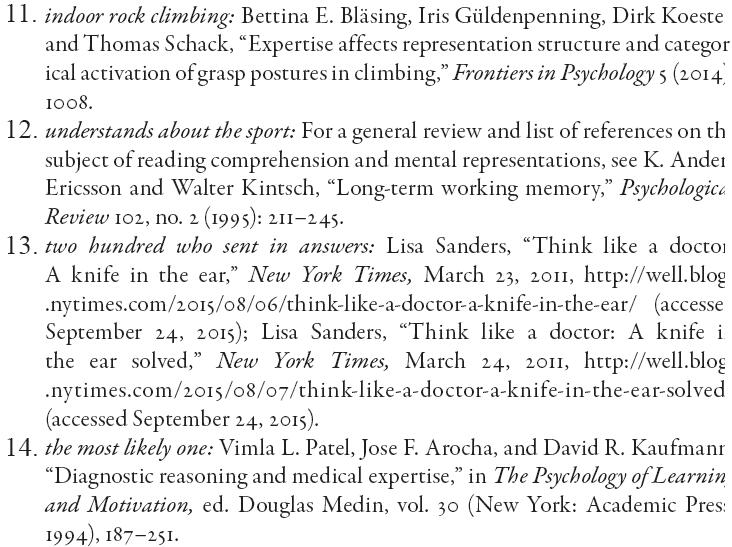 11. indoor rock climbing: Bettina E. Bläsing, Iris Güldenpenning, Dirk Koeste
and Thomas Schack, “Expertise affects representation structure and categor
ical activation of grasp postures in climbing,” Frontiers in Psychology 5 (2014)
1008.
12. understands about the sport: For a general review and list of references on th
subject of reading comprehension and mental representations, see K. Ander
Ericsson and Walter Kintsch, “Long-term working memory,” Psychologica
Review 102, no. 2 (1995): 211–245.
13. two hundred who sent in answers: Lisa Sanders, “Think like a doctor
A knife in the ear,” New York Times, March 23, 2011, http://well.blog
.nytimes.com/2015/08/06/think-like-a-doctor-a-knife-in-the-ear/ (accesse
September 24, 2015); Lisa Sanders, “Think like a doctor: A knife i
the ear solved,” New York Times, March 24, 2011, http://well.blog
.nytimes.com/2015/08/07/think-like-a-doctor-a-knife-in-the-ear-solved
(accessed September 24, 2015).
14. the most likely one: Vimla L. Patel, Jose F. Arocha, and David R. Kaufmann
“Diagnostic reasoning and medical expertise,” in The Psychology of Learnin
and Motivation, ed. Douglas Medin, vol. 30 (New York: Academic Pres
1994), 187–251.